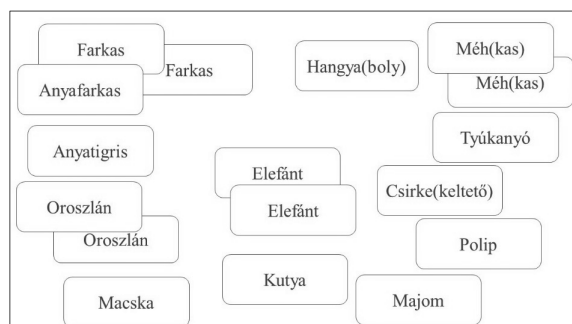 Farkas
Farkas
Anyafarkas
Hangya(boly)
Méh(kas)
Méh(kas)
Anyatigris
Tyúkanyó
Elefánt
Elefánt
Csirke(keltető)
Oroszlán
Oroszlán
Polip
Kutya
Macska
Majom